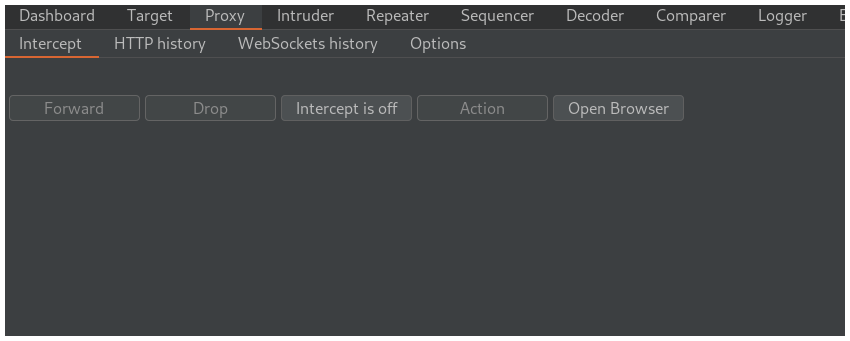 Dashboard Target Proxy Intruder Repeater Sequencer Decoder Comparer Logger
Intercept HTTP history WebSockets history Options
Forward Drop Intercept is off Action Open Browser